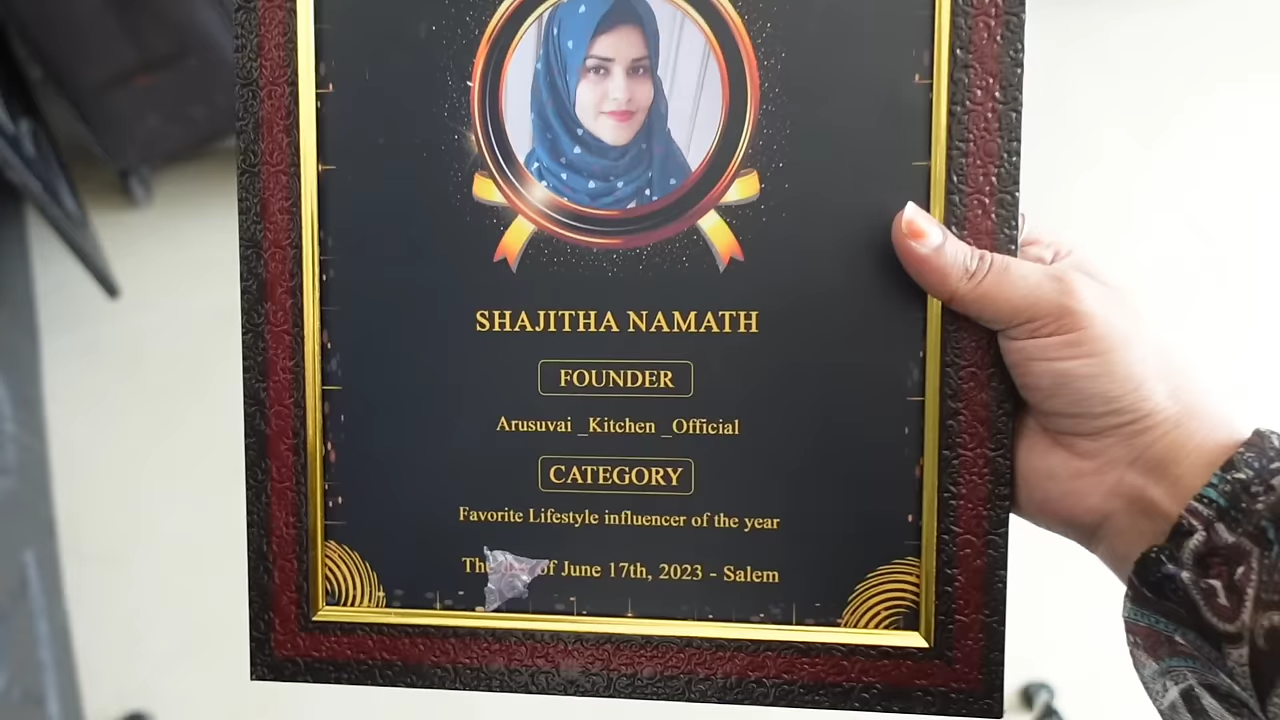 SHAJITHA NAMATH
FOUNDER
Arusuvai _Kitchen _Official
CATEGORY
Favorite Lifestyle influencer of the year
of June 17th, 2023 - Salem